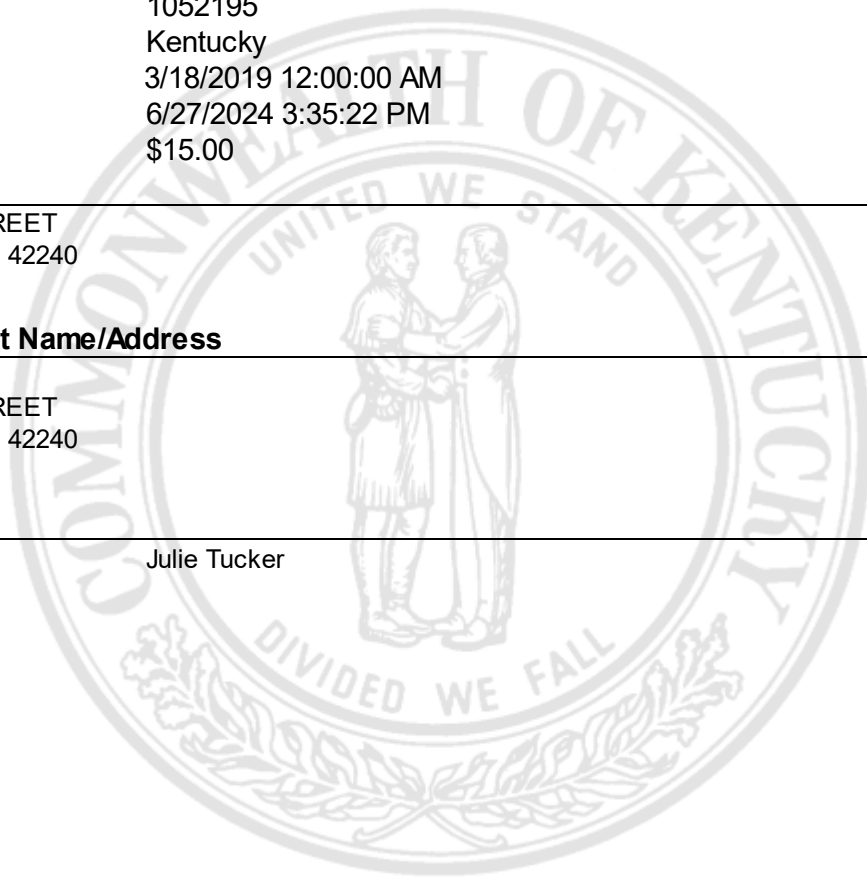 1052195
Kentucky
3/18/2019 12:00:00 AM
6/27/2024 3:35:22 PM
$15.00
REET
42240
t Name/Address
REET
42240
Julie Tucker
COMMONWEALTH OF KENTUCKY
UNITED WE STAND
DIVIDED WE FALL